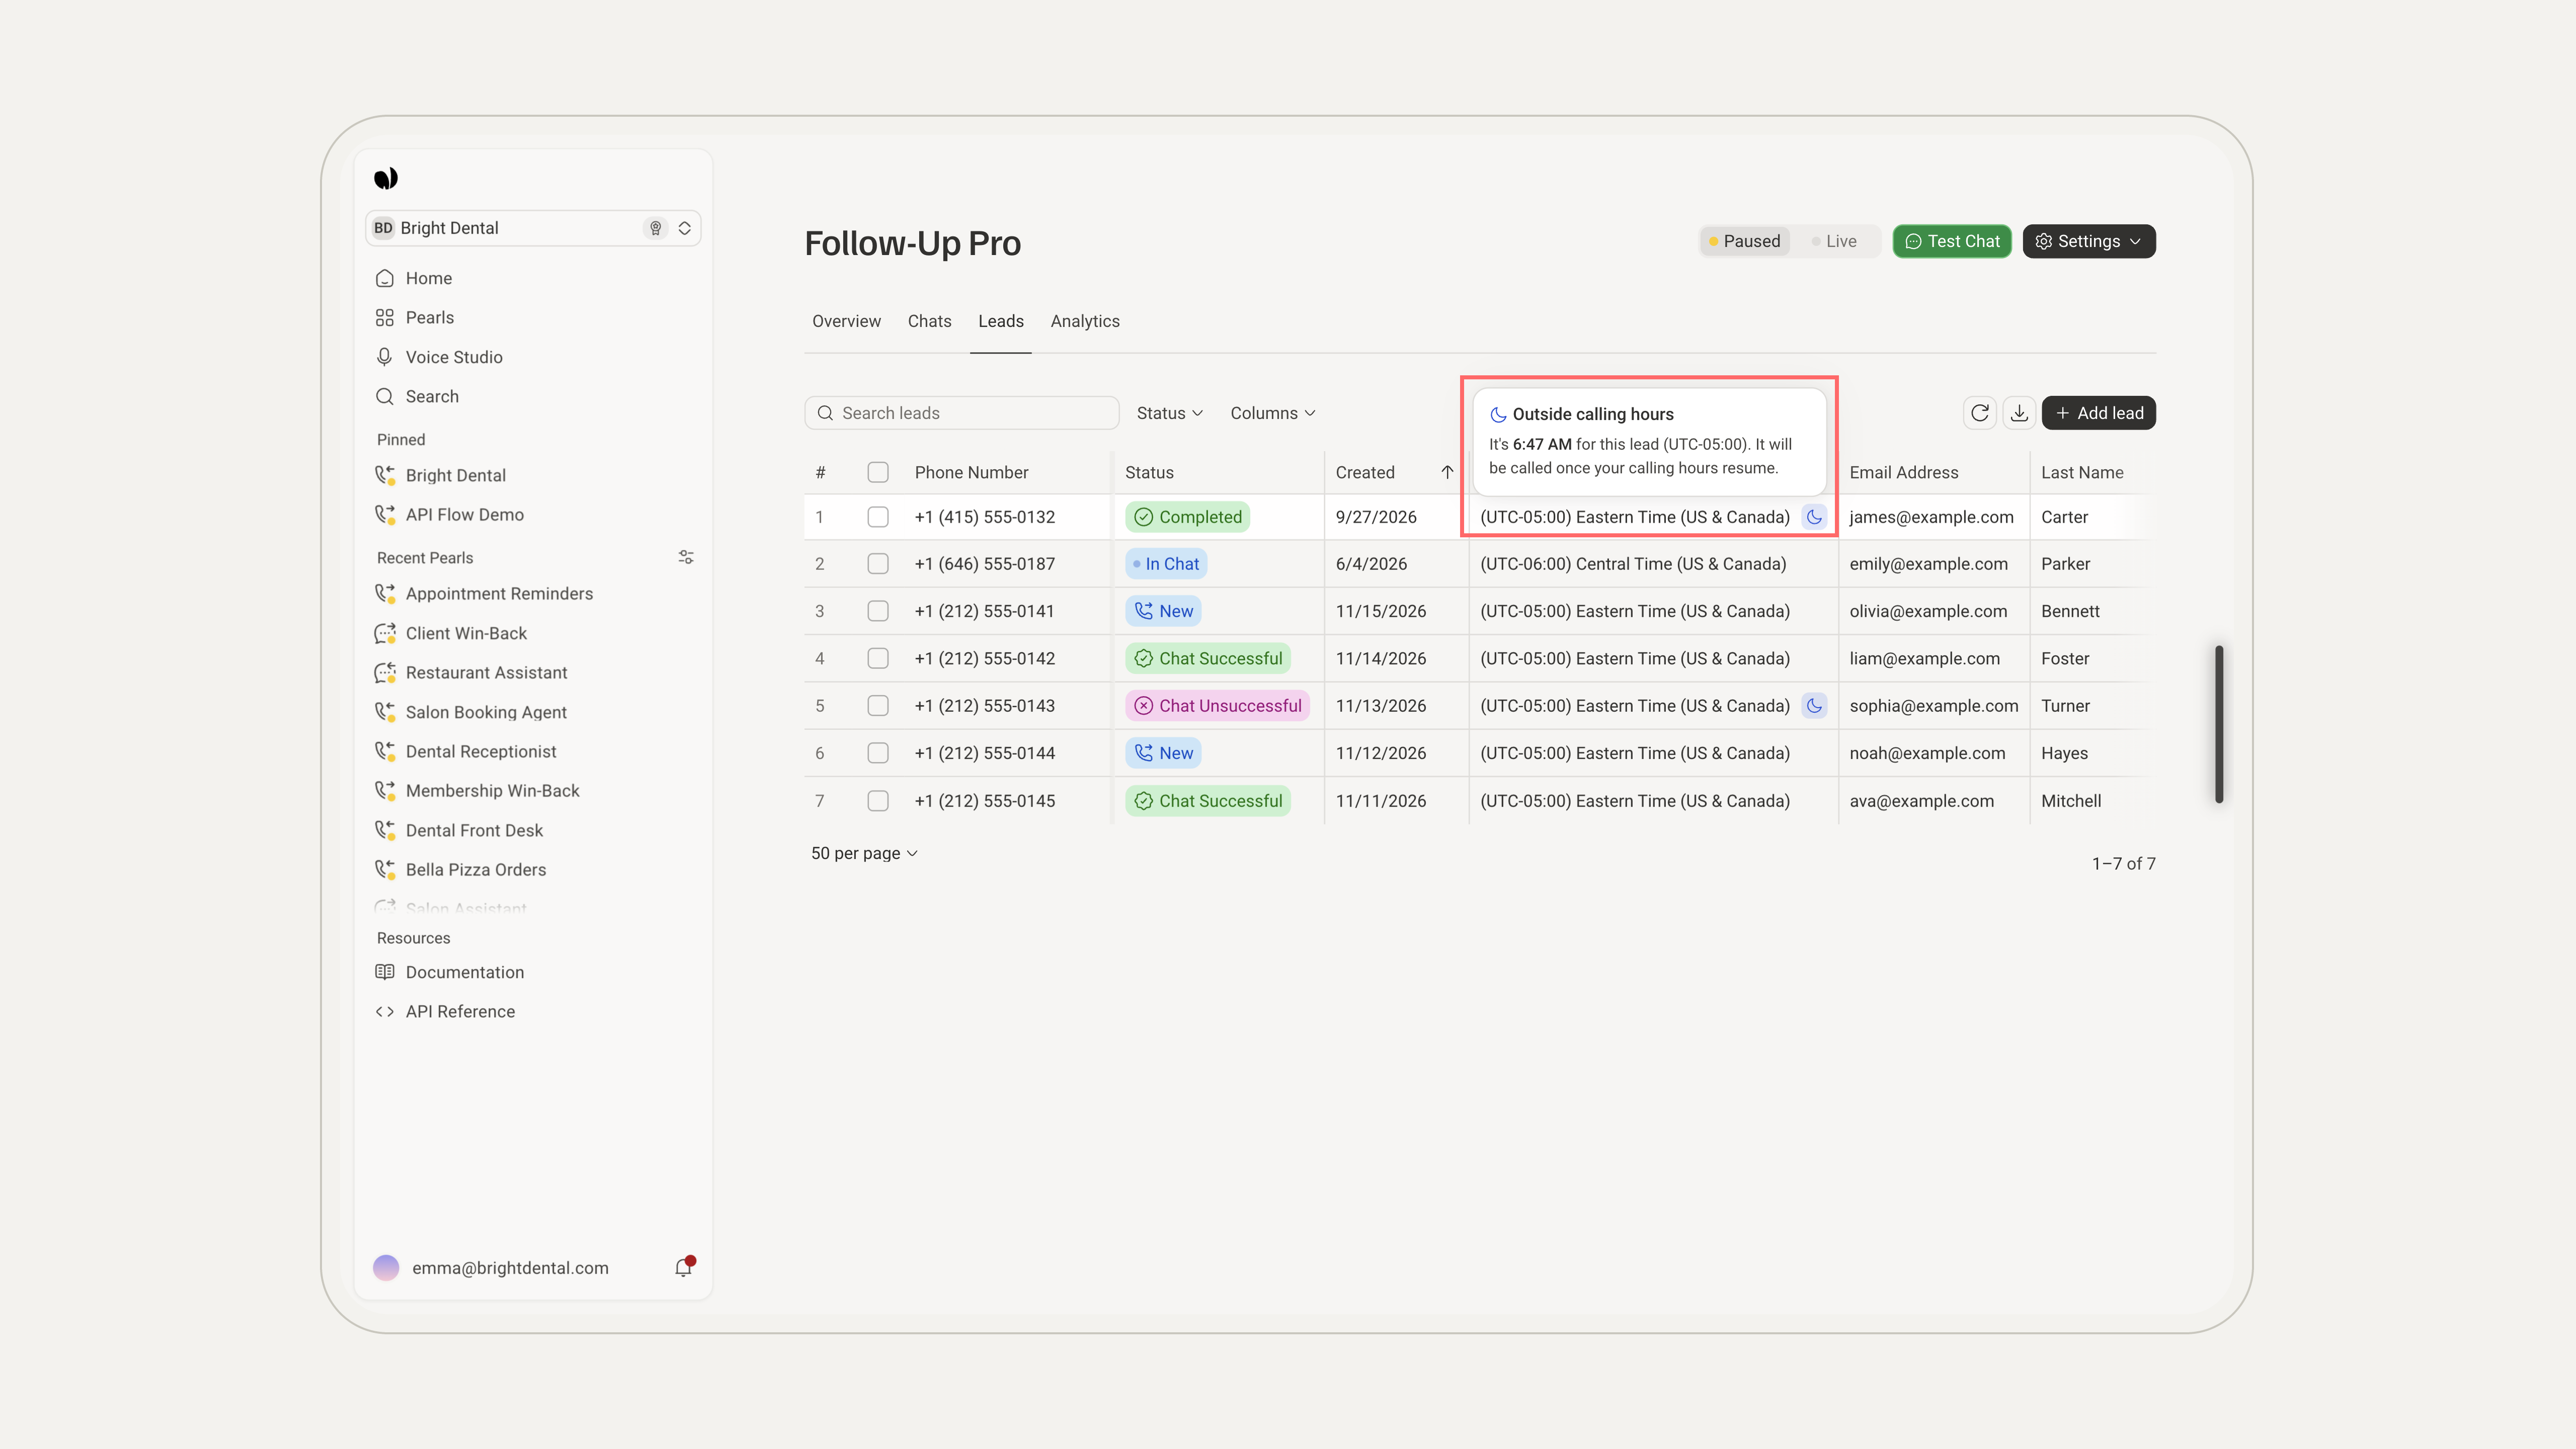 BD Bright Dental
Home
Pearls
Voice Studio
Search
Pinned
Bright Dental
API Flow Demo
Recent Pearls
Appointment Reminders
Client Win-Back
Restaurant Assistant
Salon Booking Agent
Dental Receptionist
Membership Win-Back
Dental Front Desk
Bella Pizza Orders
Salon Assistant
Resources
Documentation
API Reference
emma@brightdental.com
Follow-Up Pro
Paused Live Test Chat Settings
Overview Chats Leads Analytics
Search leads Status Columns Add lead
Outside calling hours
It's 6:47 AM for this lead (UTC-05:00). It will
be called once your calling hours resume.
# Phone Number Status Created Email Address Last Name
1 +1 (415) 555-0132 Completed 9/27/2026 (UTC-05:00) Eastern Time (US & Canada) james@example.com Carter
2 +1 (646) 555-0187 In Chat 6/4/2026 (UTC-06:00) Central Time (US & Canada) emily@example.com Parker
3 +1 (212) 555-0141 New 11/15/2026 (UTC-05:00) Eastern Time (US & Canada) olivia@example.com Bennett
4 +1 (212) 555-0142 Chat Successful 11/14/2026 (UTC-05:00) Eastern Time (US & Canada) liam@example.com Foster
5 +1 (212) 555-0143 Chat Unsuccessful 11/13/2026 (UTC-05:00) Eastern Time (US & Canada) sophia@example.com Turner
6 +1 (212) 555-0144 New 11/12/2026 (UTC-05:00) Eastern Time (US & Canada) noah@example.com Hayes
7 +1 (212) 555-0145 Chat Successful 11/11/2026 (UTC-05:00) Eastern Time (US & Canada) ava@example.com Mitchell
50 per page
1–7 of 7